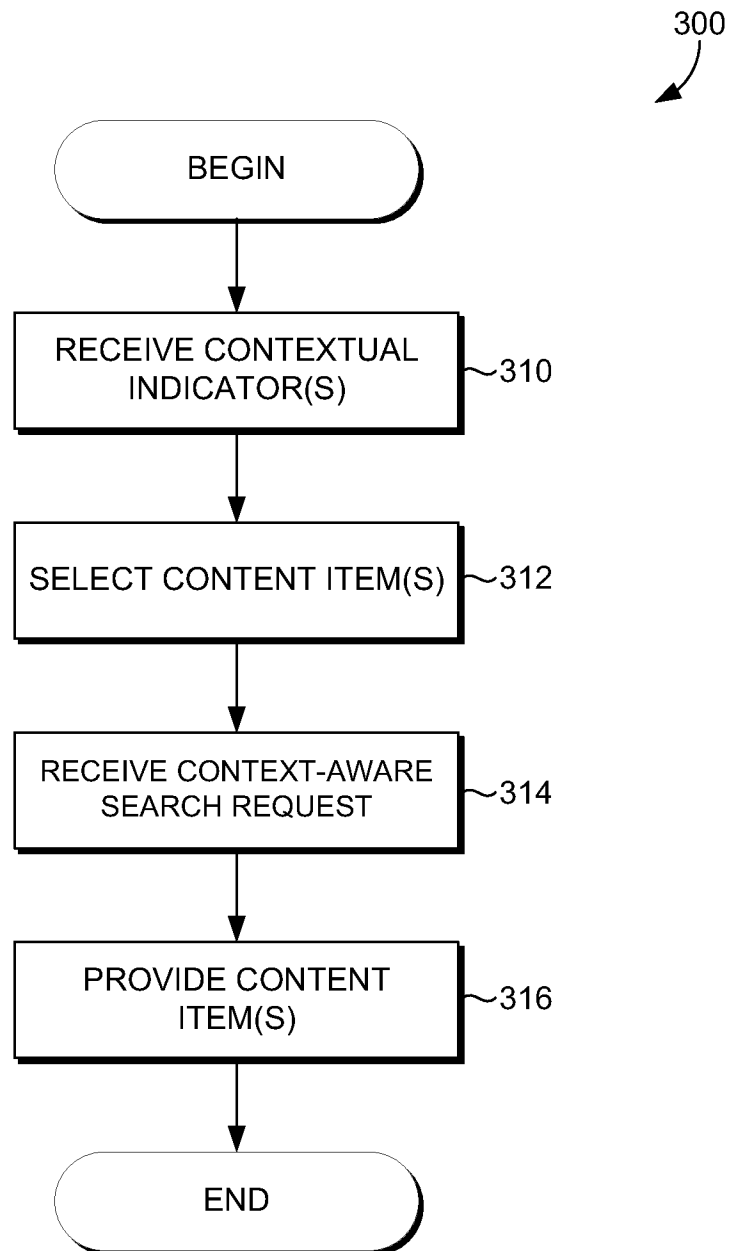 300
BEGIN
RECEIVE CONTEXTUAL
INDICATOR(S)
310
SELECT CONTENT ITEM(S)
312
RECEIVE CONTEXT-AWARE
SEARCH REQUEST
314
PROVIDE CONTENT
ITEM(S)
316
END